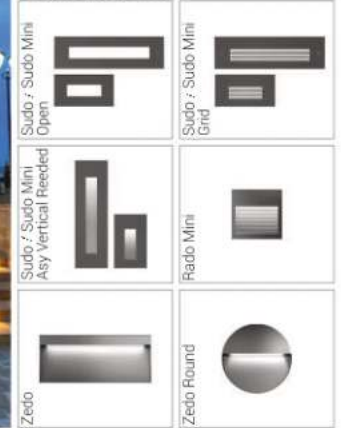 Zedo Round
Zedo
Rado Mini
Sudo / Sudo Mini
Asy Vertical Reeded
Sudo / Sudo Mini
Grid
Sudo / Sudo Mini
Open